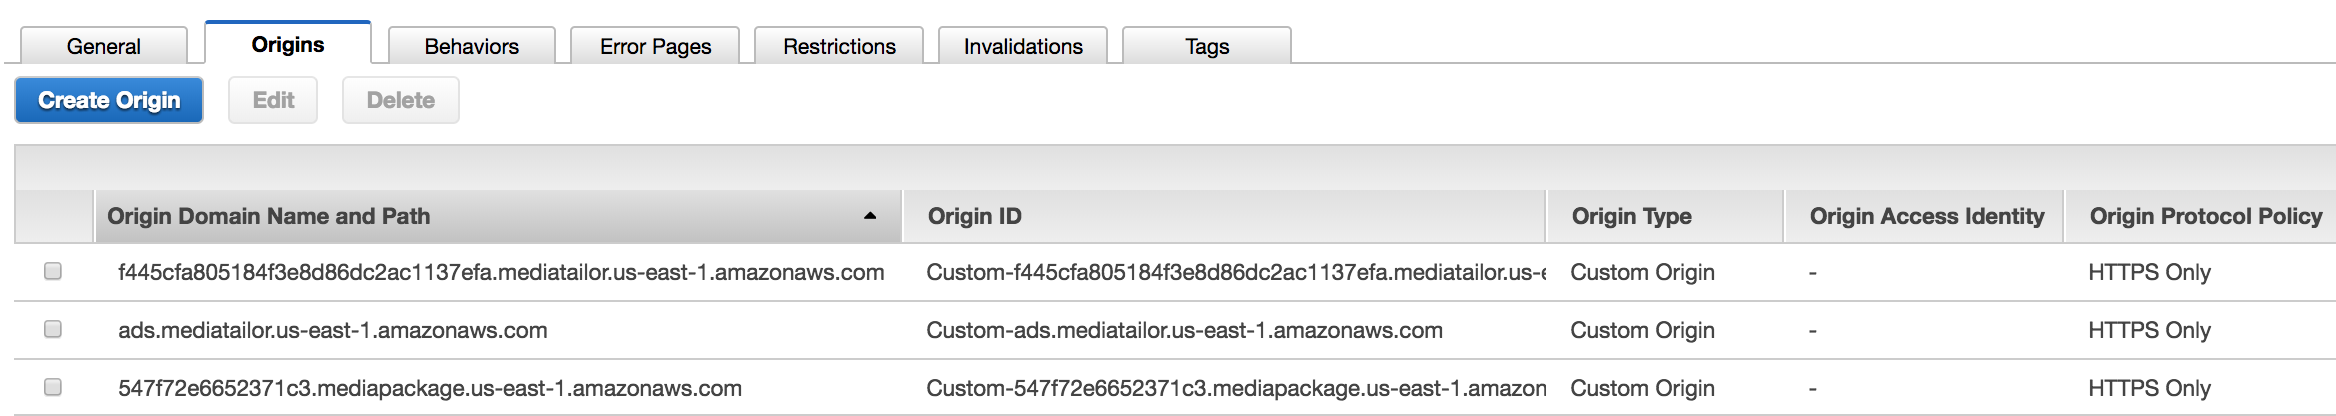 General Origins Behaviors Error Pages Restrictions Invalidations Tags
Create Origin Edit Delete
Origin Domain Name and Path Origin ID Origin Type Origin Access Identity Origin Protocol Policy
f445cfa805184f3e8d86dc2ac1137efa.mediatailor.us-east-1.amazonaws.com Custom-f445cfa805184f3e8d86dc2ac1137efa.mediatailor.us-e Custom Origin - HTTPS Only
ads.mediatailor.us-east-1.amazonaws.com Custom-ads.mediatailor.us-east-1.amazonaws.com Custom Origin - HTTPS Only
547f72e6652371c3.mediapackage.us-east-1.amazonaws.com Custom-547f72e6652371c3.mediapackage.us-east-1.amazon Custom Origin - HTTPS Only